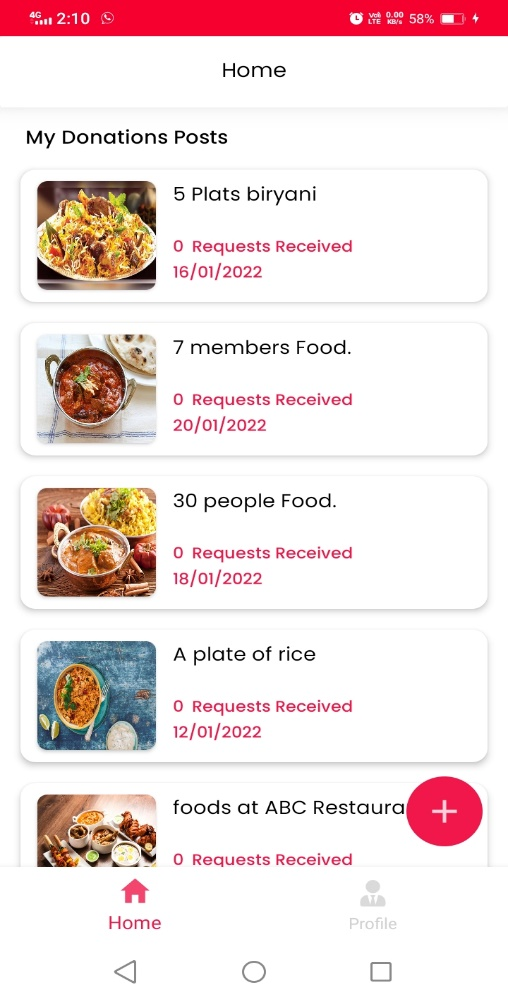 4G 2:10 Vo) LTE 0.00 KB/s 58%
Home
My Donations Posts
5 Plats biryani
0 Requests Received
16/01/2022
7 members Food.
0 Requests Received
20/01/2022
30 people Food.
0 Requests Received
18/01/2022
A plate of rice
0 Requests Received
12/01/2022
foods at ABC Restaura
0 Requests Received
Home
Profile